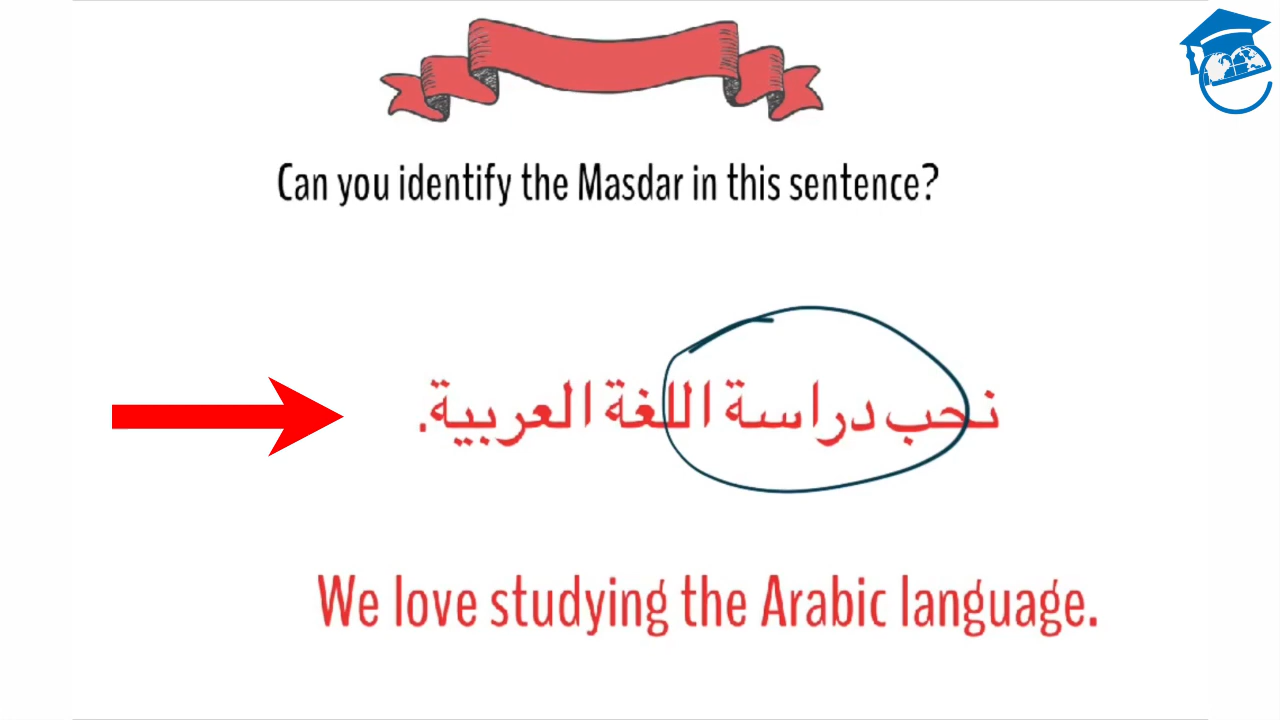 Can you identify the Masdar in this sentence?
نحب دراسة اللغة العربية.
We love studying the Arabic language.